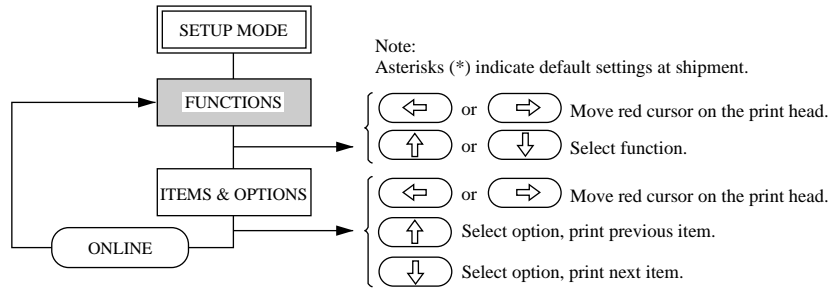 SETUP MODE
Note:
Asterisks (*) indicate default settings at shipment.
FUNCTIONS
or Move red cursor on the print head.
or Select function.
ITEMS & OPTIONS
or Move red cursor on the print head.
Select option, print previous item.
ONLINE
Select option, print next item.